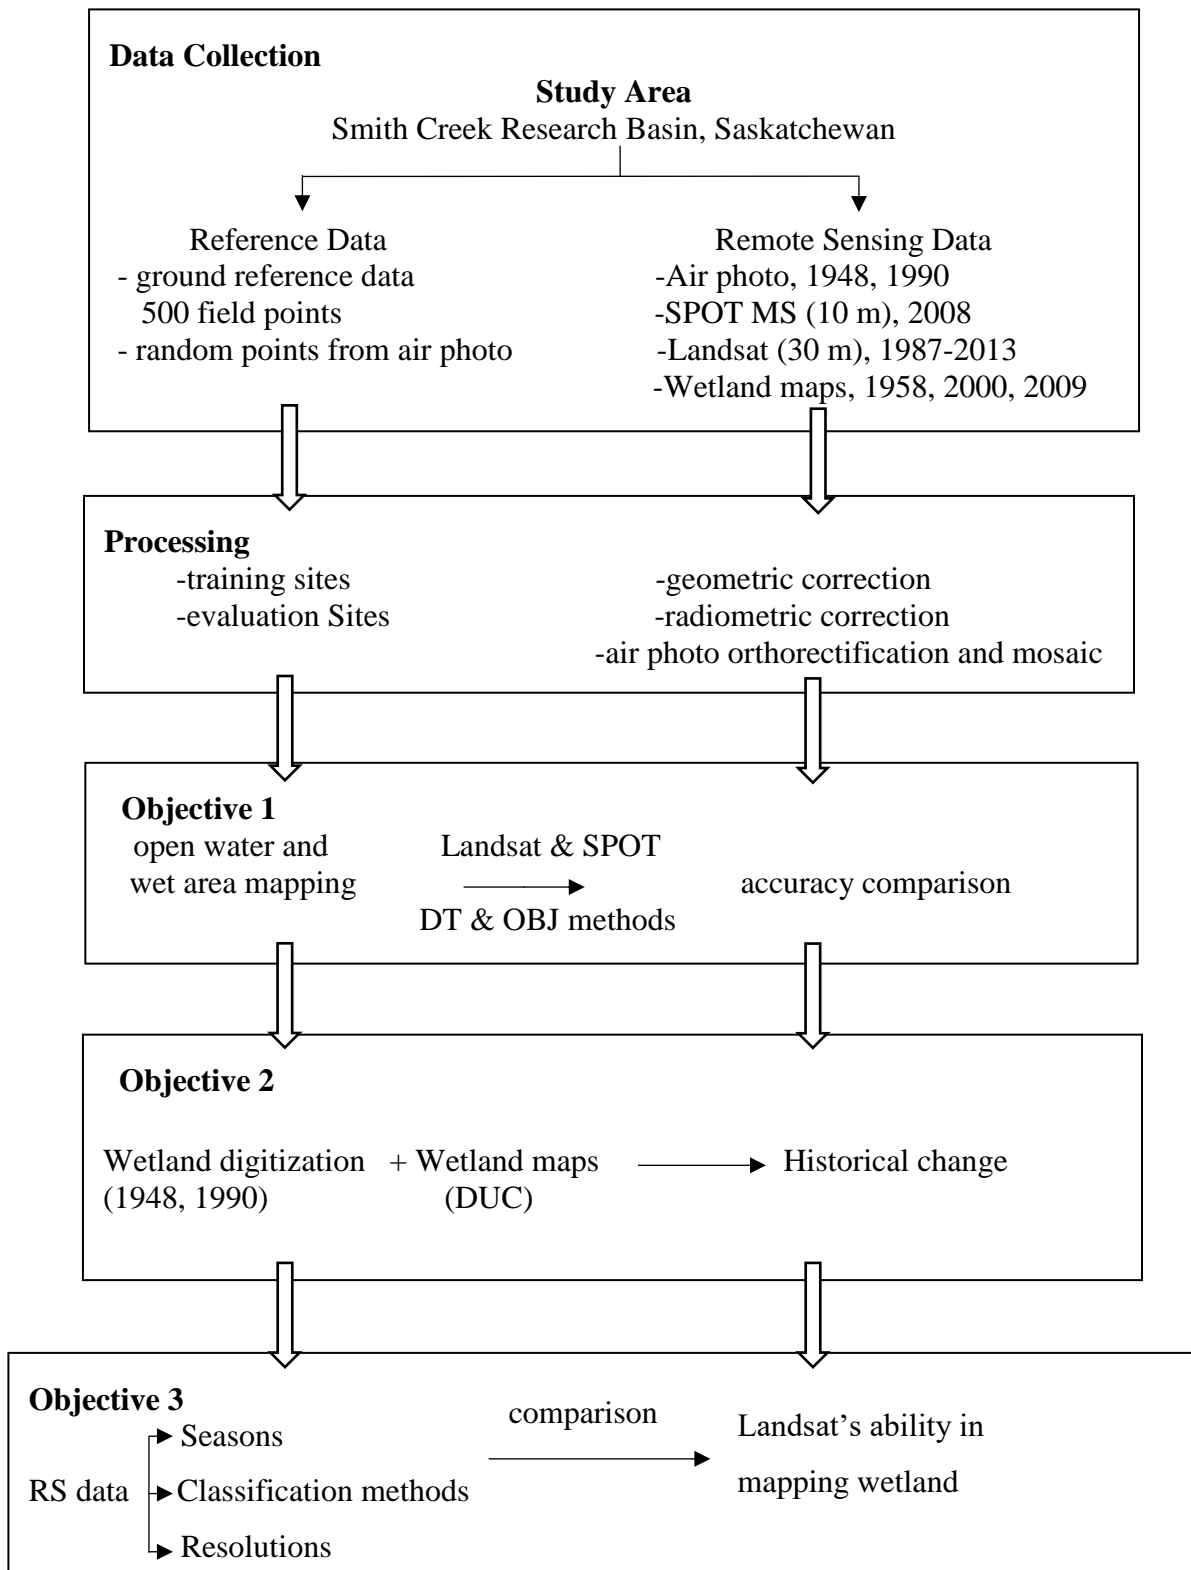 Data Collection
Study Area
Smith Creek Research Basin, Saskatchewan
Reference Data
- ground reference data
500 field points
- random points from air photo
Remote Sensing Data
-Air photo, 1948, 1990
-SPOT MS (10 m), 2008
-Landsat (30 m), 1987-2013
-Wetland maps, 1958, 2000, 2009
Processing
-training sites
-evaluation Sites
-geometric correction
-radiometric correction
-air photo orthorectification and mosaic
Objective 1
open water and
wet area mapping
Landsat & SPOT
DT & OBJ methods
accuracy comparison
Objective 2
Wetland digitization
(1948, 1990)
+ Wetland maps
(DUC)
Historical change
Objective 3
RS data
Seasons
Classification methods
Resolutions
comparison
Landsat’s ability in
mapping wetland